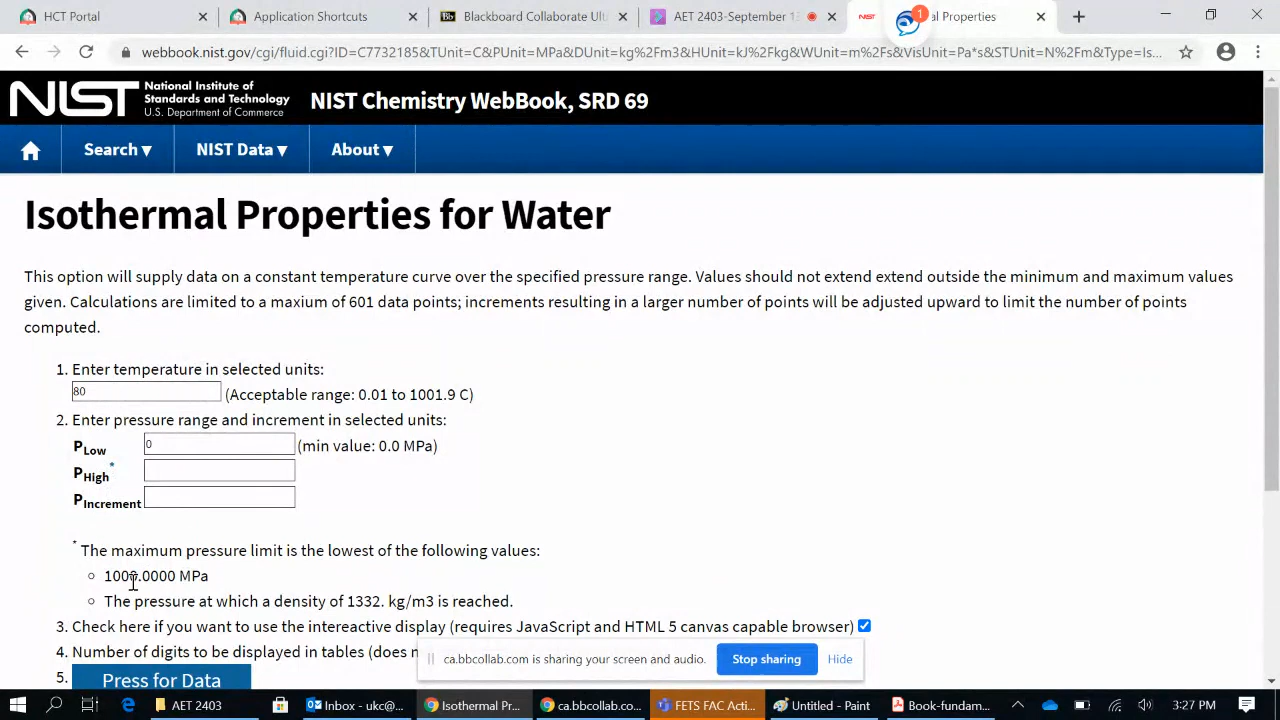 HCT Portal
Application Shortcuts
Blackboard Collaborate Ult
AET 2403 September 1
NIST
1
al Properties
webbook.nist.gov/cgi/fluid.cgi?ID=C7732185&TUnit=C&PUnit=MPa&DUnit=kg%2Fm3&HUnit=kJ%2Fkg&WUnit=m%2Fs&VisUnit=Pa*s&STUnit=N%2Fm&Type=Is...
NIST National Institute of
Standards and Technology
U.S. Department of Commerce
NIST Chemistry WebBook, SRD 69
Search ▾ NIST Data ▾ About ▾
Isothermal Properties for Water
This option will supply data on a constant temperature curve over the specified pressure range. Values should not extend extend outside the minimum and maximum values
given. Calculations are limited to a maxium of 601 data points; increments resulting in a larger number of points will be adjusted upward to limit the number of points
computed.
1. Enter temperature in selected units:
80 (Acceptable range: 0.01 to 1001.9 C)
2. Enter pressure range and increment in selected units:
PLow 0 (min value: 0.0 MPa)
PHigh*
PIncrement
* The maximum pressure limit is the lowest of the following values:
1000.0000 MPa
The pressure at which a density of 1332. kg/m3 is reached.
3. Check here if you want to use the intereactive display (requires JavaScript and HTML 5 canvas capable browser)
4. Number of digits to be displayed in tables (does n
5.
Press for Data
ca.bbcollab.com is sharing your screen and audio. Stop sharing Hide
AET 2403
Inbox - ukc@...
Isothermal Pr...
ca.bbcollab.co...
FETS FAC Acti...
Untitled - Paint
Book-fundam...
3:27 PM